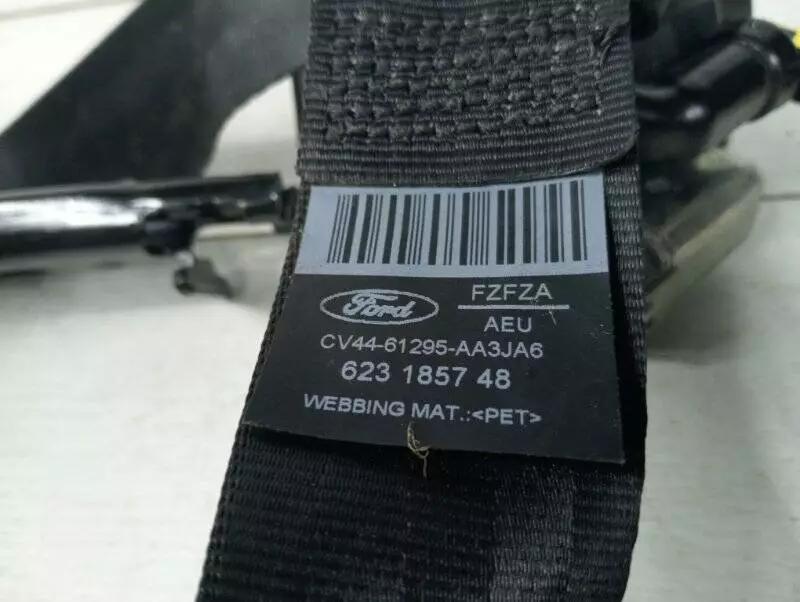 Ford
FZFZA
AEU
CV44-61295-AA3JA6
623 1857 48
WEBBING MAT.:<PET>